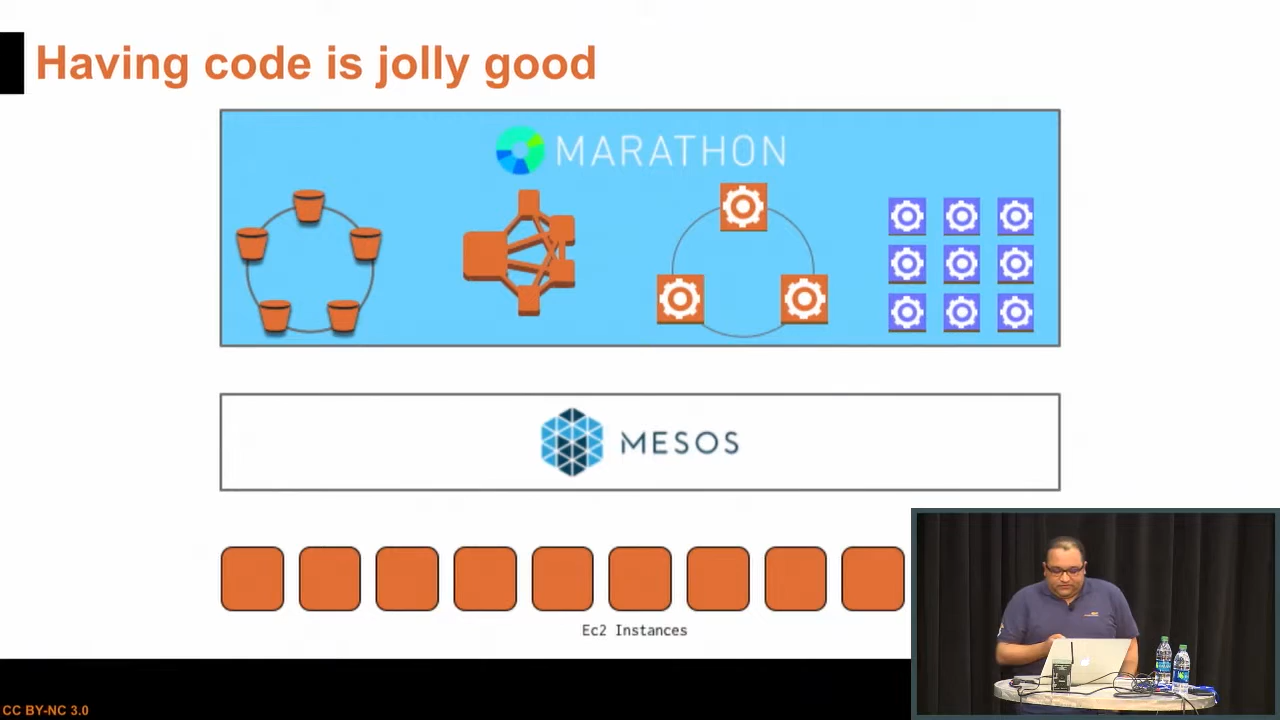 Having code is jolly good
MARATHON
MESOS
Ec2 Instances
CC BY-NC 3.0